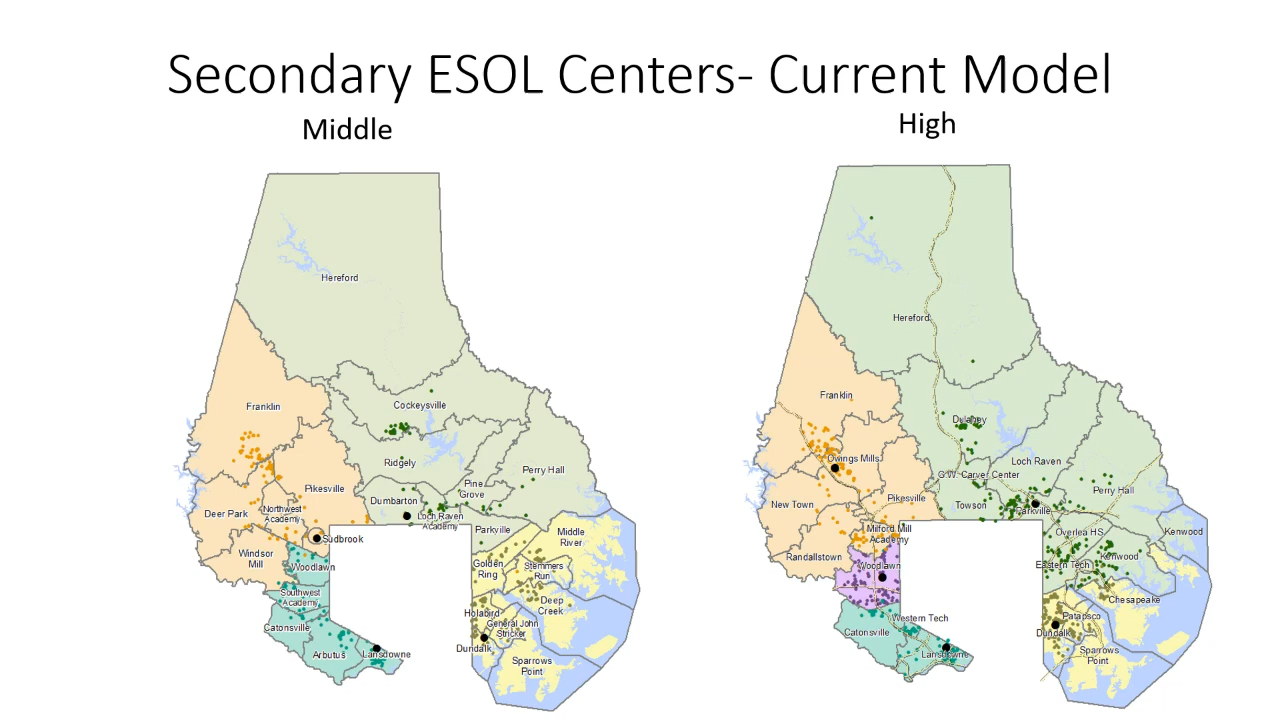 Secondary ESOL Centers- Current Model
Middle
High
Hereford
Franklin
Cockeysville
Ridgely
Perry Hall
Pikesville
Pine
Grove
Dumbarton
Deer Park
Northwest
Academy
Loch Raven
Academy
Parkville
Middle
River
Sudbrook
Windsor
Mill
Woodlawn
Golden
Ring
Stemmers
Run
Southwest
Academy
Deep
Creek
Holabird
General John
Stricker
Catonsville
Arbutus
Lansdowne
Dundalk
Sparrows
Point
Hereford
Franklin
Dulaney
Owings Mills
Loch Raven
G.W. Carver Center
Perry Hall
New Town
Pikesville
Towson
Parkville
Milford Mill
Academy
Overlea HS
Kenwood
Randallstown
Kenwood
Woodlawn
Eastern Tech
Chesapeake
Western Tech
Patapsco
Catonsville
Dundalk
Lansdowne
Sparrows
Point